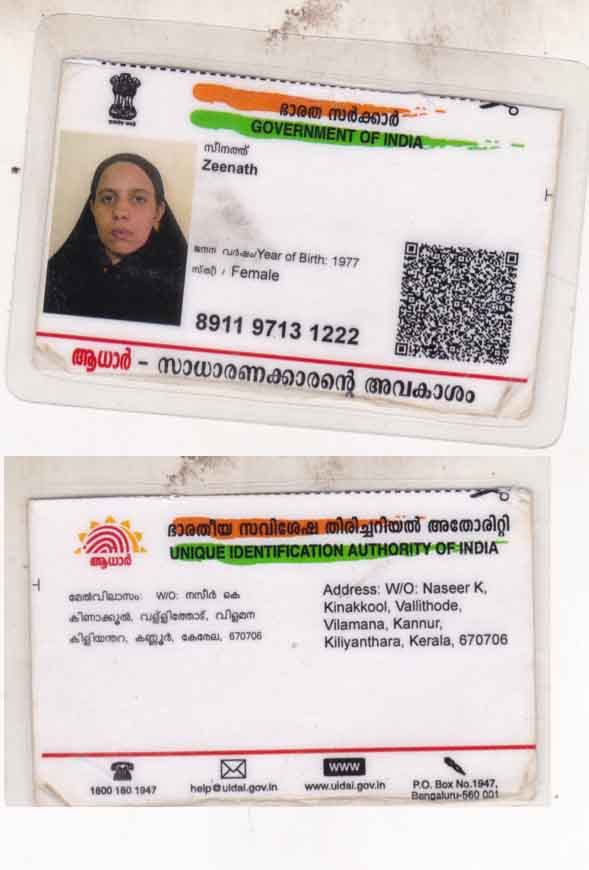 ഭാരത സർക്കാർ
GOVERNMENT OF INDIA
സീനത്ത്
Zeenath
ജനന വർഷം/Year of Birth: 1977
സ്ത്രീ / Female
8911 9713 1222
ആധാർ - സാധാരണക്കാരന്റെ അവകാശം
ഭാരതീയ സവിശേഷ തിരിച്ചറിയൽ അതോരിറ്റി
UNIQUE IDENTIFICATION AUTHORITY OF INDIA
ആധാർ
മേൽവിലാസം: W/O: നസീർ കെ
കിണാക്കൂൽ, വള്ളിത്തോട്, വിളമന
കിളിയന്തറ, കണ്ണൂർ, കേരേല, 670706
Address: W/O: Naseer K,
Kinakkool, Vallithode,
Vilamana, Kannur,
Kiliyanthara, Kerala, 670706
1800 180 1947
help@uidai.gov.in
WWW
www.uidai.gov.in
P.O. Box No.1947,
Bengaluru-560 001